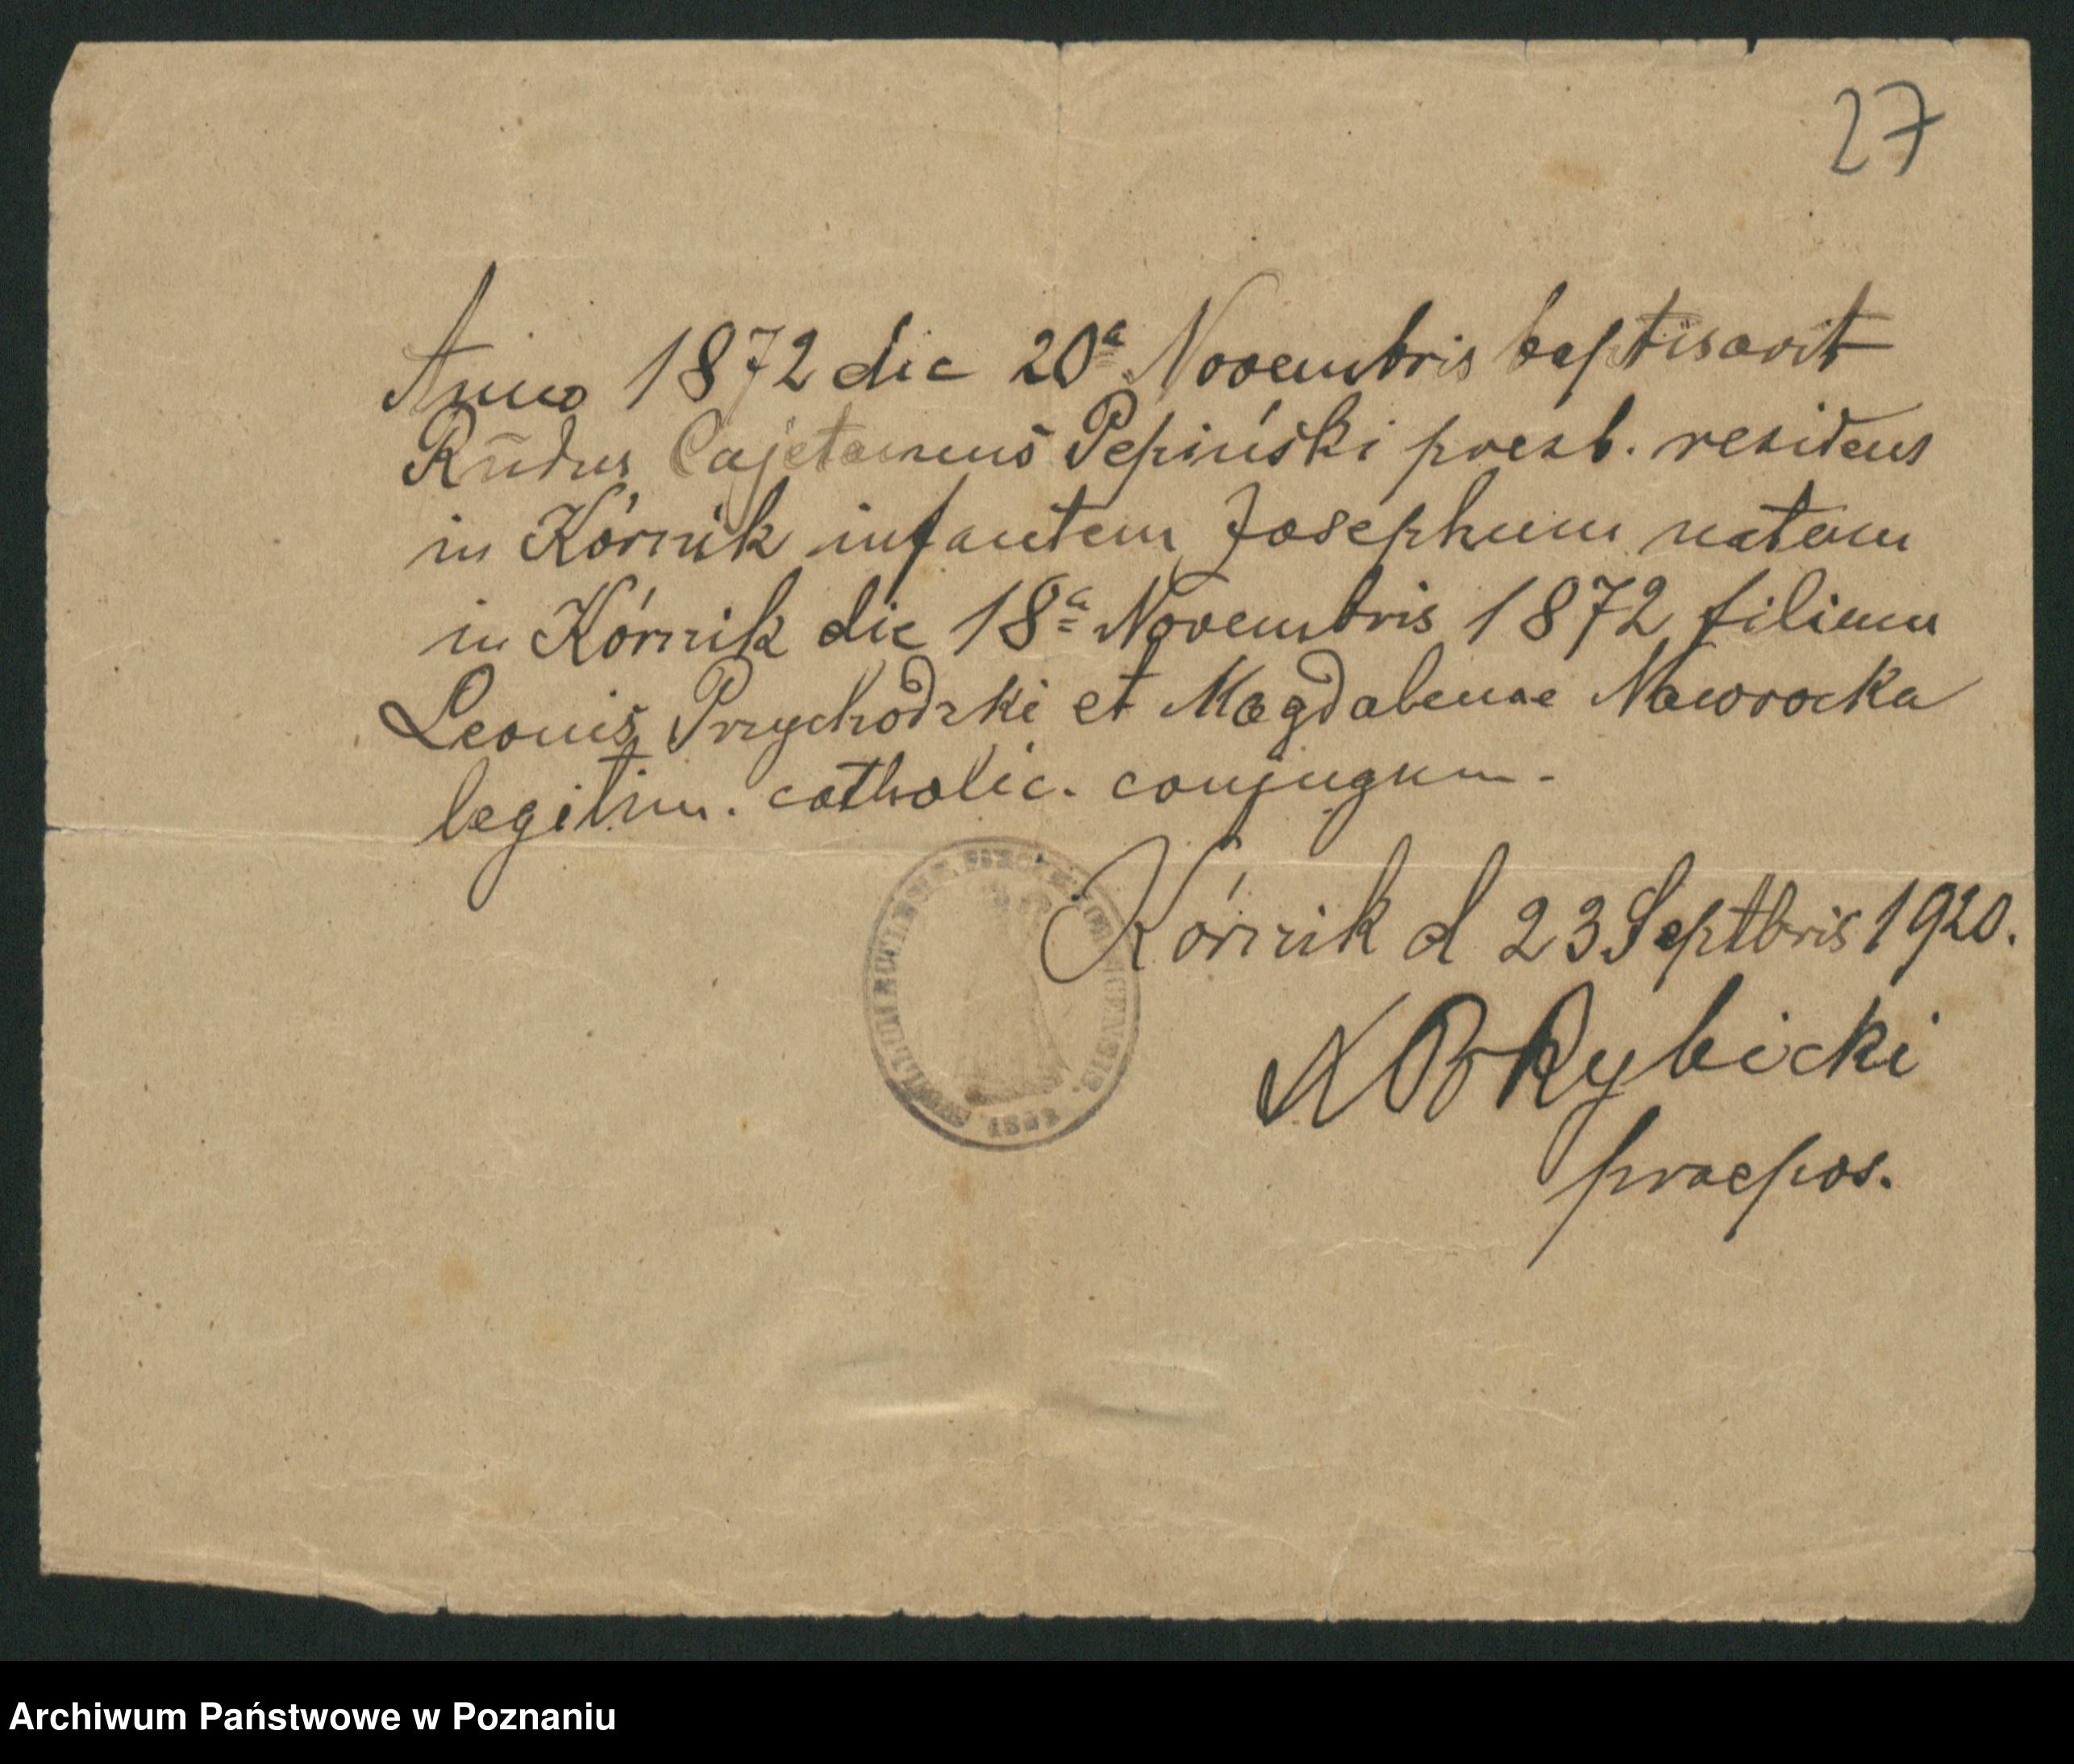 27
Anno 1872 die 20ª Novembris baptisavit
Rñdus Cajetanus Pepiński presb. residens
in Kórnik infantem Josephum natum
in Kórnik die 18ª Novembris 1872 filium
Leonis Przychodzki et Magdalenae Nawrocka
legitim. catholic. conjugum.
Kórnik d 23 Septbris 1920.
Rybicki
praepos.
Archiwum Państwowe w Poznaniu